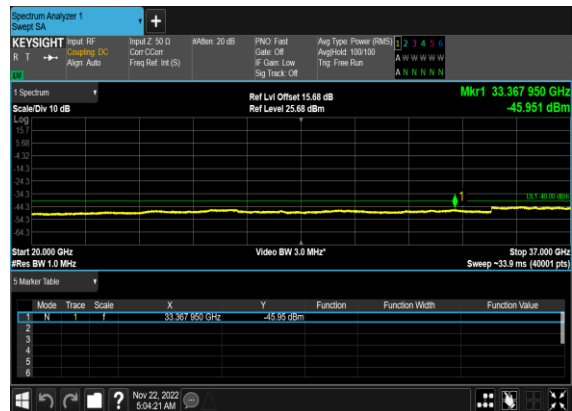 Spectrum Analyzer 1
Swept SA
+
KEYSIGHT Input: RF Input Z: 50 Ω #Atten: 20 dB PNO: Fast Avg Type: Power (RMS) 1 2 3 4 5 6
R T Coupling: DC Corr CCorr Gate: Off Avg|Hold: 100/100 A W W W W W
Align: Auto Freq Ref: Int (S) IF Gain: Low Trig: Free Run
Sig Track: Off A N N N N N
1 Spectrum Ref Lvl Offset 15.68 dB Mkr1 33.367 950 GHz
Scale/Div 10 dB Ref Level 25.68 dBm -45.951 dBm
Log
15.7
5.68
-4.32
-14.3
-24.3
-34.3 1
-44.3
-54.3
-64.3
Start 20.000 GHz Video BW 3.0 MHz* Stop 37.000 GHz
#Res BW 1.0 MHz Sweep ~33.9 ms (40001 pts)
5 Marker Table
Mode Trace Scale X Y Function Function Width Function Value
1 N 1 f 33.367 950 GHz -45.95 dBm
2
3
4
5
6
? Nov 22, 2022
5:04:21 AM